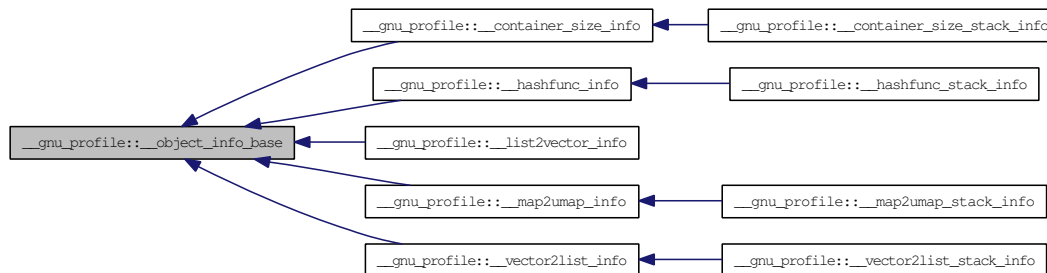 __gnu_profile::__container_size_info
__gnu_profile::__container_size_stack_info
__gnu_profile::__hashfunc_info
__gnu_profile::__hashfunc_stack_info
__gnu_profile::__object_info_base
__gnu_profile::__list2vector_info
__gnu_profile::__map2umap_info
__gnu_profile::__map2umap_stack_info
__gnu_profile::__vector2list_info
__gnu_profile::__vector2list_stack_info